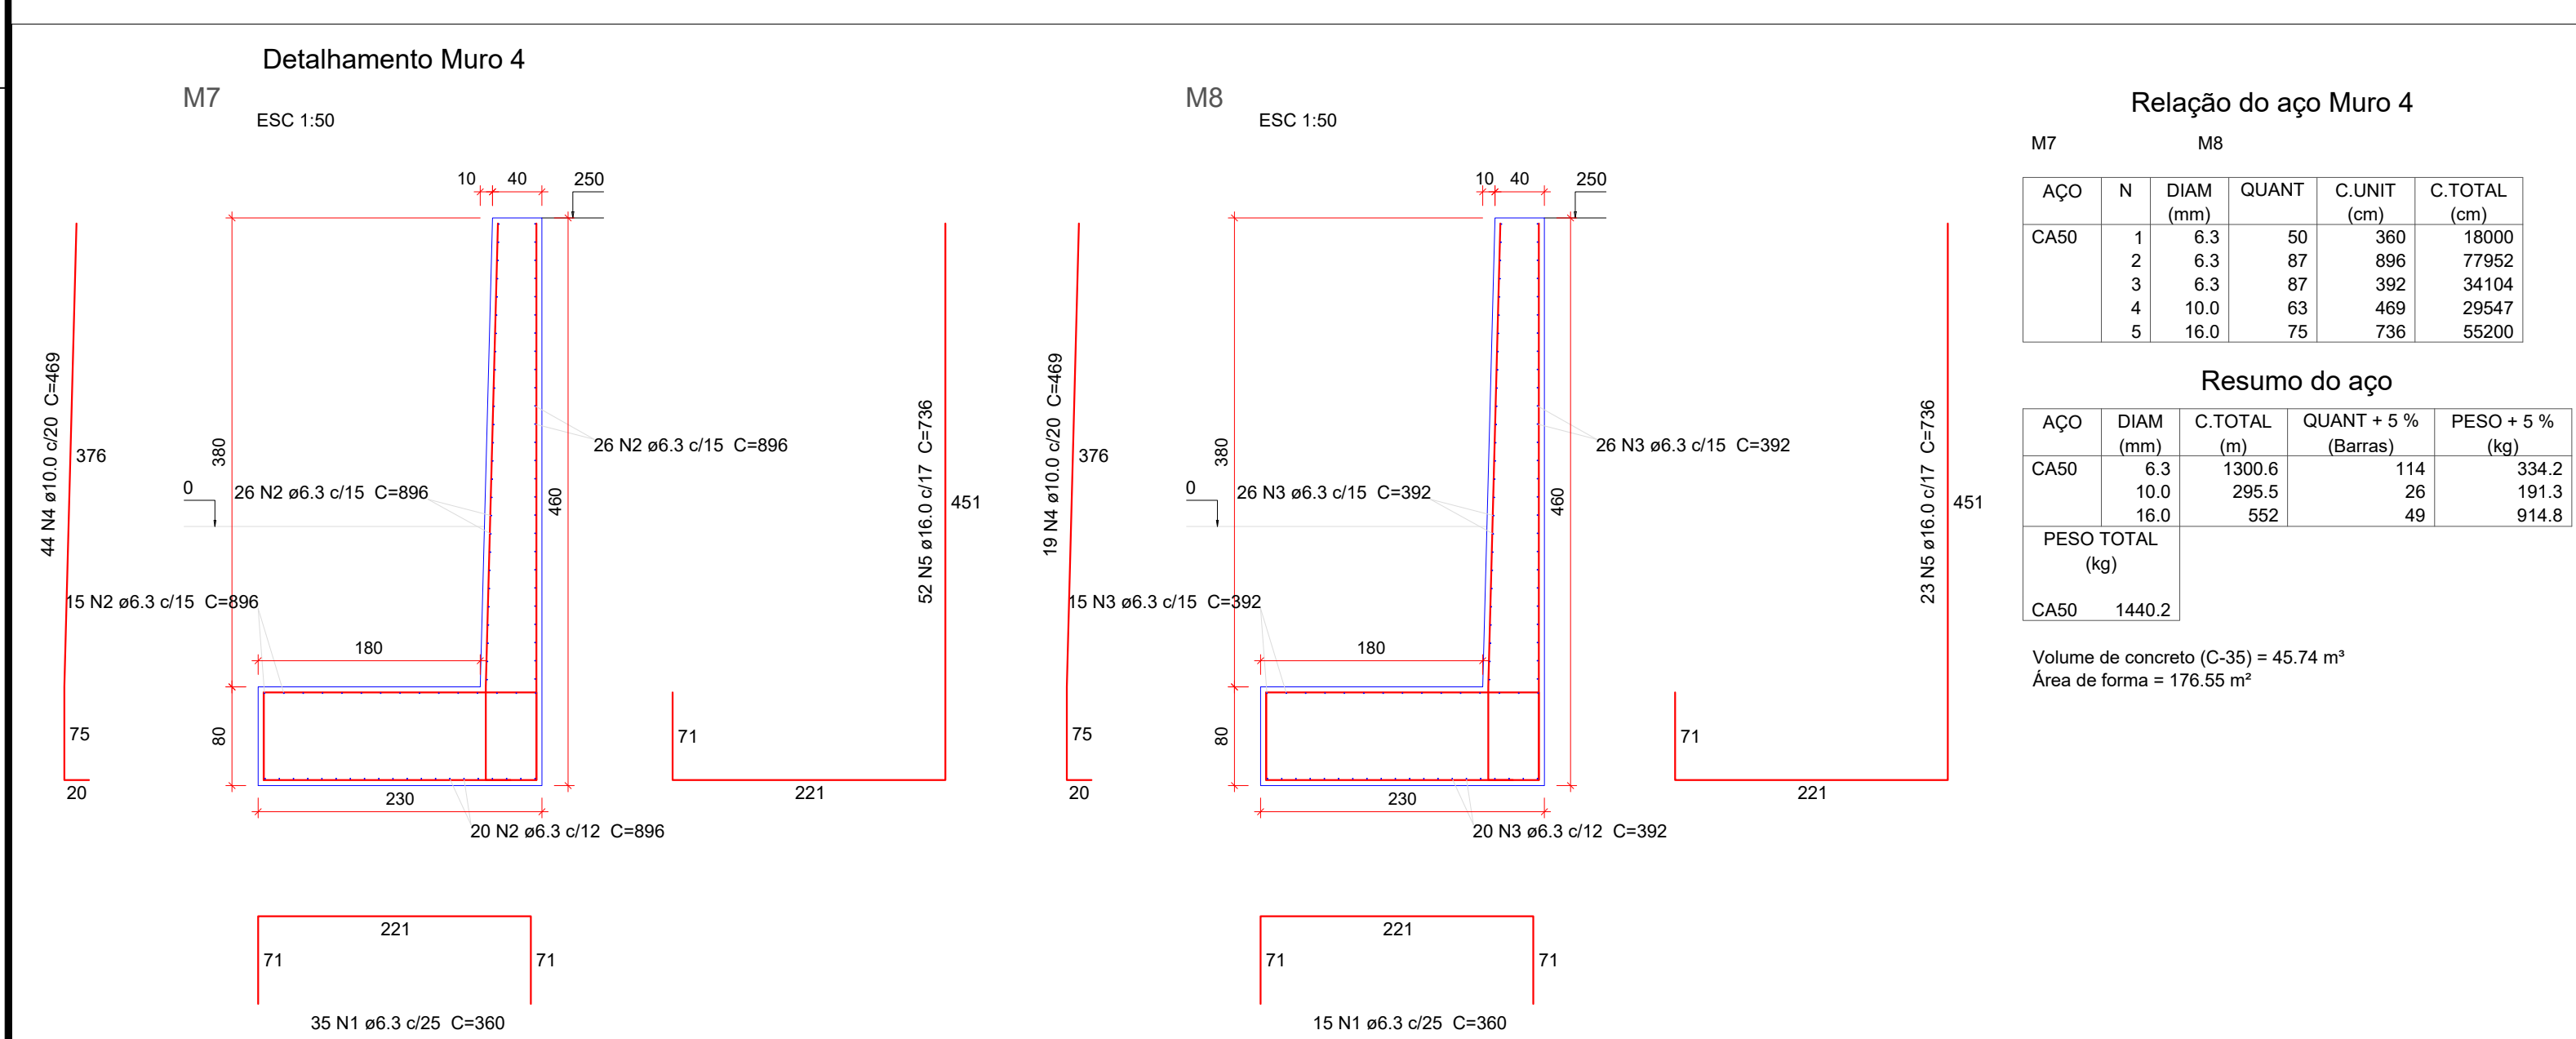 Detalhamento Muro 4
M7
ESC 1:50
10
40
250
380
460
0
26 N2 ø6.3 c/15 C=896
26 N2 ø6.3 c/15 C=896
15 N2 ø6.3 c/15 C=896
180
80
230
20 N2 ø6.3 c/12 C=896
44 N4 ø10.0 c/20 C=469
376
75
20
52 N5 ø16.0 c/17 C=736
451
71
221
221
71
71
35 N1 ø6.3 c/25 C=360
M8
ESC 1:50
10
40
250
380
460
0
26 N3 ø6.3 c/15 C=392
26 N3 ø6.3 c/15 C=392
15 N3 ø6.3 c/15 C=392
180
80
230
20 N3 ø6.3 c/12 C=392
19 N4 ø10.0 c/20 C=469
376
75
20
23 N5 ø16.0 c/17 C=736
451
71
221
221
71
71
15 N1 ø6.3 c/25 C=360
Relação do aço Muro 4
M7 M8
AÇO N DIAM QUANT C.UNIT C.TOTAL
(mm) (cm) (cm)
CA50 1 6.3 50 360 18000
2 6.3 87 896 77952
3 6.3 87 392 34104
4 10.0 63 469 29547
5 16.0 75 736 55200
Resumo do aço
AÇO DIAM C.TOTAL QUANT + 5 % PESO + 5 %
(mm) (m) (Barras) (kg)
CA50 6.3 1300.6 114 334.2
10.0 295.5 26 191.3
16.0 552 49 914.8
PESO TOTAL
(kg)
CA50 1440.2
Volume de concreto (C-35) = 45.74 m³
Área de forma = 176.55 m²